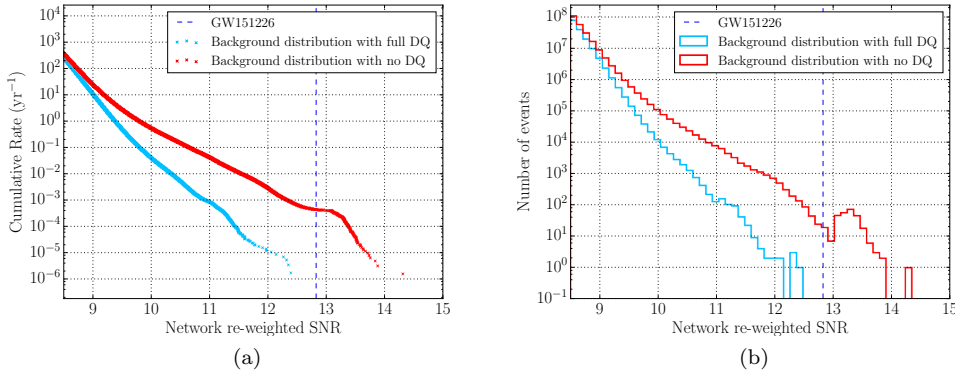 GW151226
Background distribution with full DQ
Background distribution with no DQ
10^4
10^3
10^2
10^1
10^0
10^-1
10^-2
10^-3
10^-4
10^-5
10^-6
Cumulative Rate (yr^-1)
9 10 11 12 13 14 15
Network re-weighted SNR
(a)
GW151226
Background distribution with full DQ
Background distribution with no DQ
10^8
10^7
10^6
10^5
10^4
10^3
10^2
10^1
10^0
10^-1
Number of events
9 10 11 12 13 14 15
Network re-weighted SNR
(b)